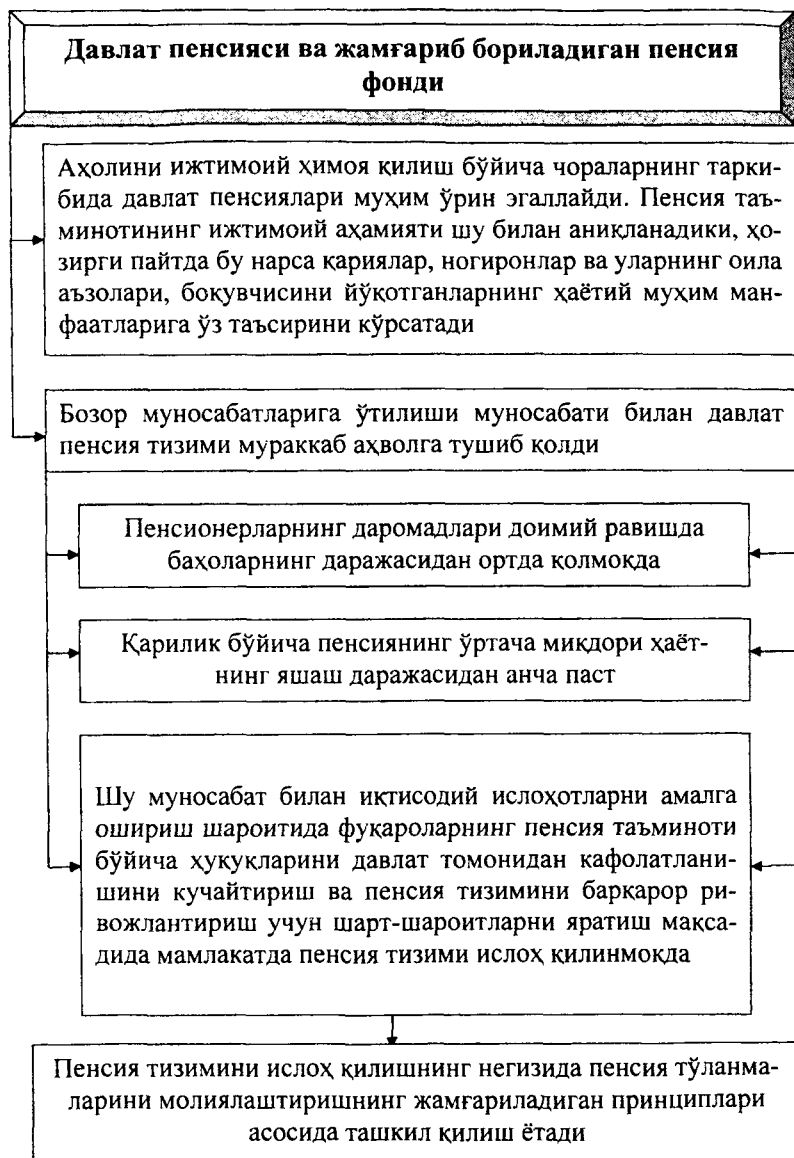 Давлат пенсияси ва жамғариб бориладиган пенсия
фонди
Аҳолини ижтимоий ҳимоя қилиш бўйича чораларнинг тарки-
бида давлат пенсиялари муҳим ўрин эгаллайди. Пенсия таъ-
минотининг ижтимоий аҳамияти шу билан аниқланадики, ҳо-
зирги пайтда бу нарса қариялар, ногиронлар ва уларнинг оила
аъзолари, боқувчисини йўқотганларнинг ҳаётий муҳим ман-
фаатларига ўз таъсирини кўрсатади
Бозор муносабатларига ўтилиши муносабати билан давлат
пенсия тизими мураккаб аҳволга тушиб қолди
Пенсионерларнинг даромадлари доимий равишда
баҳоларнинг даражасидан ортда қолмоқда
Қарилик бўйича пенсиянинг ўртача миқдори ҳаёт-
нинг яшаш даражасидан анча паст
Шу муносабат билан иқтисодий ислоҳотларни амалга
ошириш шароитида фуқароларнинг пенсия таъминоти
бўйича ҳуқуқларини давлат томонидан кафолатлани-
шини кучайтириш ва пенсия тизимини барқарор ри-
вожлантириш учун шарт-шароитларни яратиш мақса-
дида мамлакатда пенсия тизими ислоҳ қилинмоқда
Пенсия тизимини ислоҳ қилишнинг негизида пенсия тўланма-
ларини молиялаштиришнинг жамғариладиган принциплари
асосида ташкил қилиш ётади